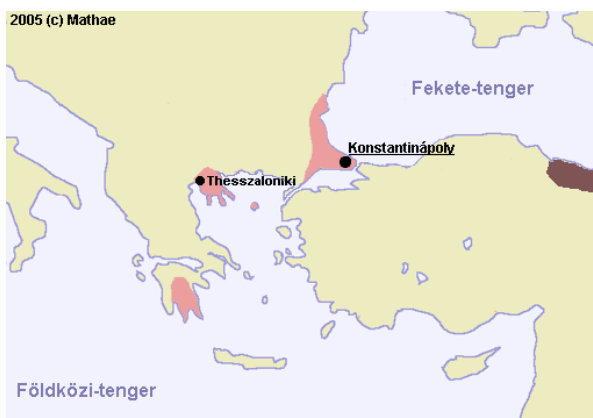 2005 (c) Mathae
Fekete-tenger
Konstantinápoly
Thesszaloniki
Földközi-tenger